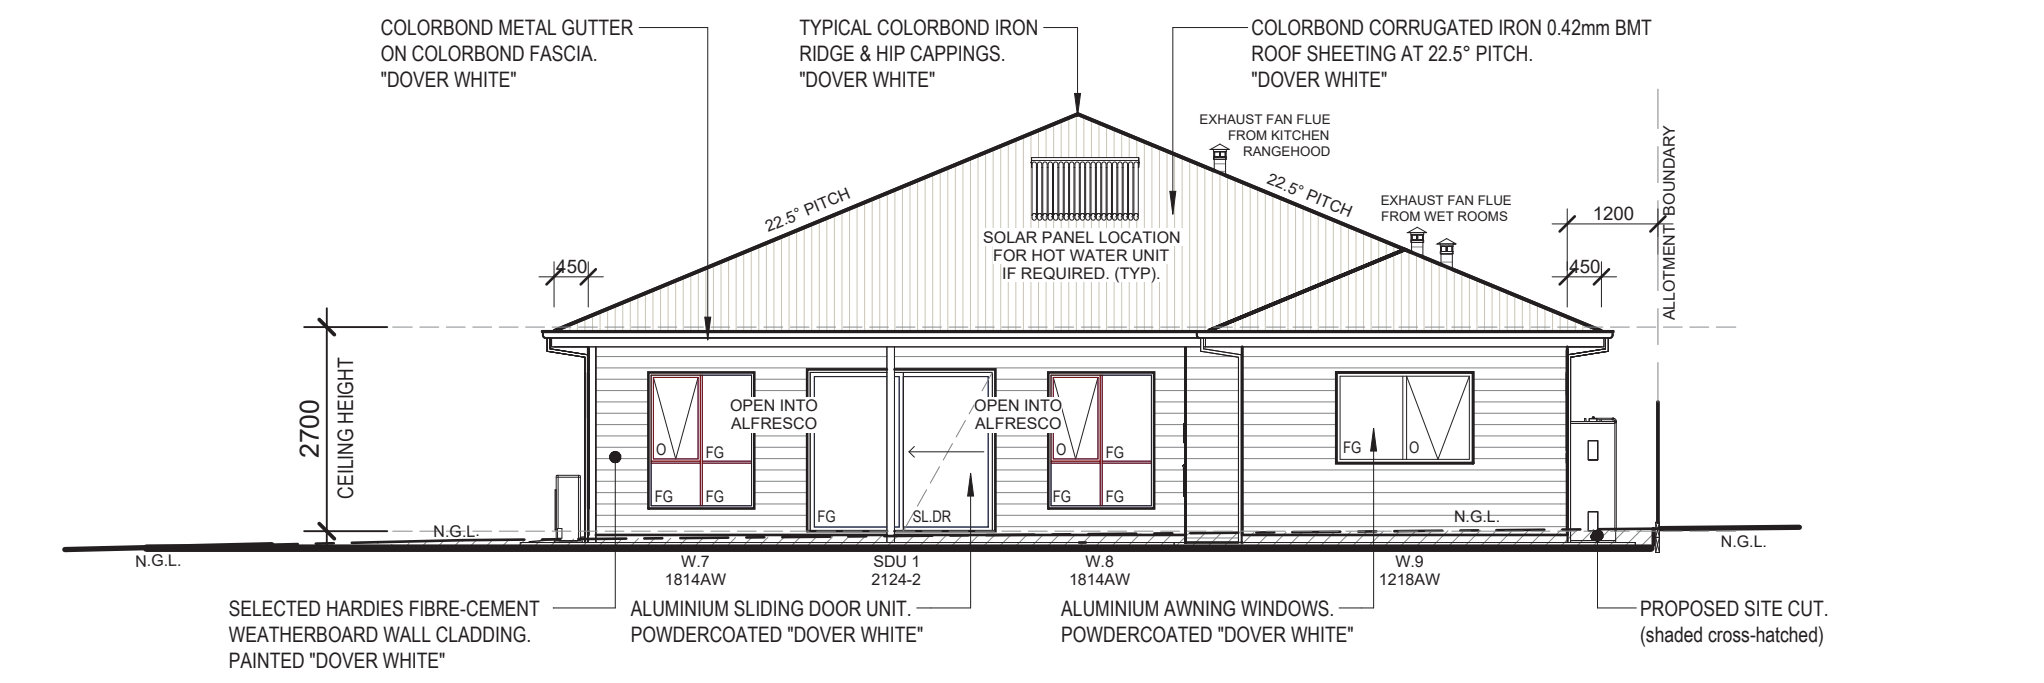 COLORBOND METAL GUTTER
ON COLORBOND FASCIA.
"DOVER WHITE"
TYPICAL COLORBOND IRON
RIDGE & HIP CAPPINGS.
"DOVER WHITE"
COLORBOND CORRUGATED IRON 0.42mm BMT
ROOF SHEETING AT 22.5° PITCH.
"DOVER WHITE"
EXHAUST FAN FLUE
FROM KITCHEN
RANGEHOOD
22.5° PITCH
22.5° PITCH
EXHAUST FAN FLUE
FROM WET ROOMS
1200
ALLOTMENT BOUNDARY
SOLAR PANEL LOCATION
FOR HOT WATER UNIT
IF REQUIRED. (TYP).
450
450
2700
CEILING HEIGHT
OPEN INTO
ALFRESCO
OPEN INTO
ALFRESCO
O
FG
FG
FG
FG
SL.DR
O
FG
FG
FG
FG
O
N.G.L.
N.G.L.
N.G.L.
N.G.L.
W.7
1814AW
SDU 1
2124-2
W.8
1814AW
W.9
1218AW
SELECTED HARDIES FIBRE-CEMENT
WEATHERBOARD WALL CLADDING.
PAINTED "DOVER WHITE"
ALUMINIUM SLIDING DOOR UNIT.
POWDERCOATED "DOVER WHITE"
ALUMINIUM AWNING WINDOWS.
POWDERCOATED "DOVER WHITE"
PROPOSED SITE CUT.
(shaded cross-hatched)